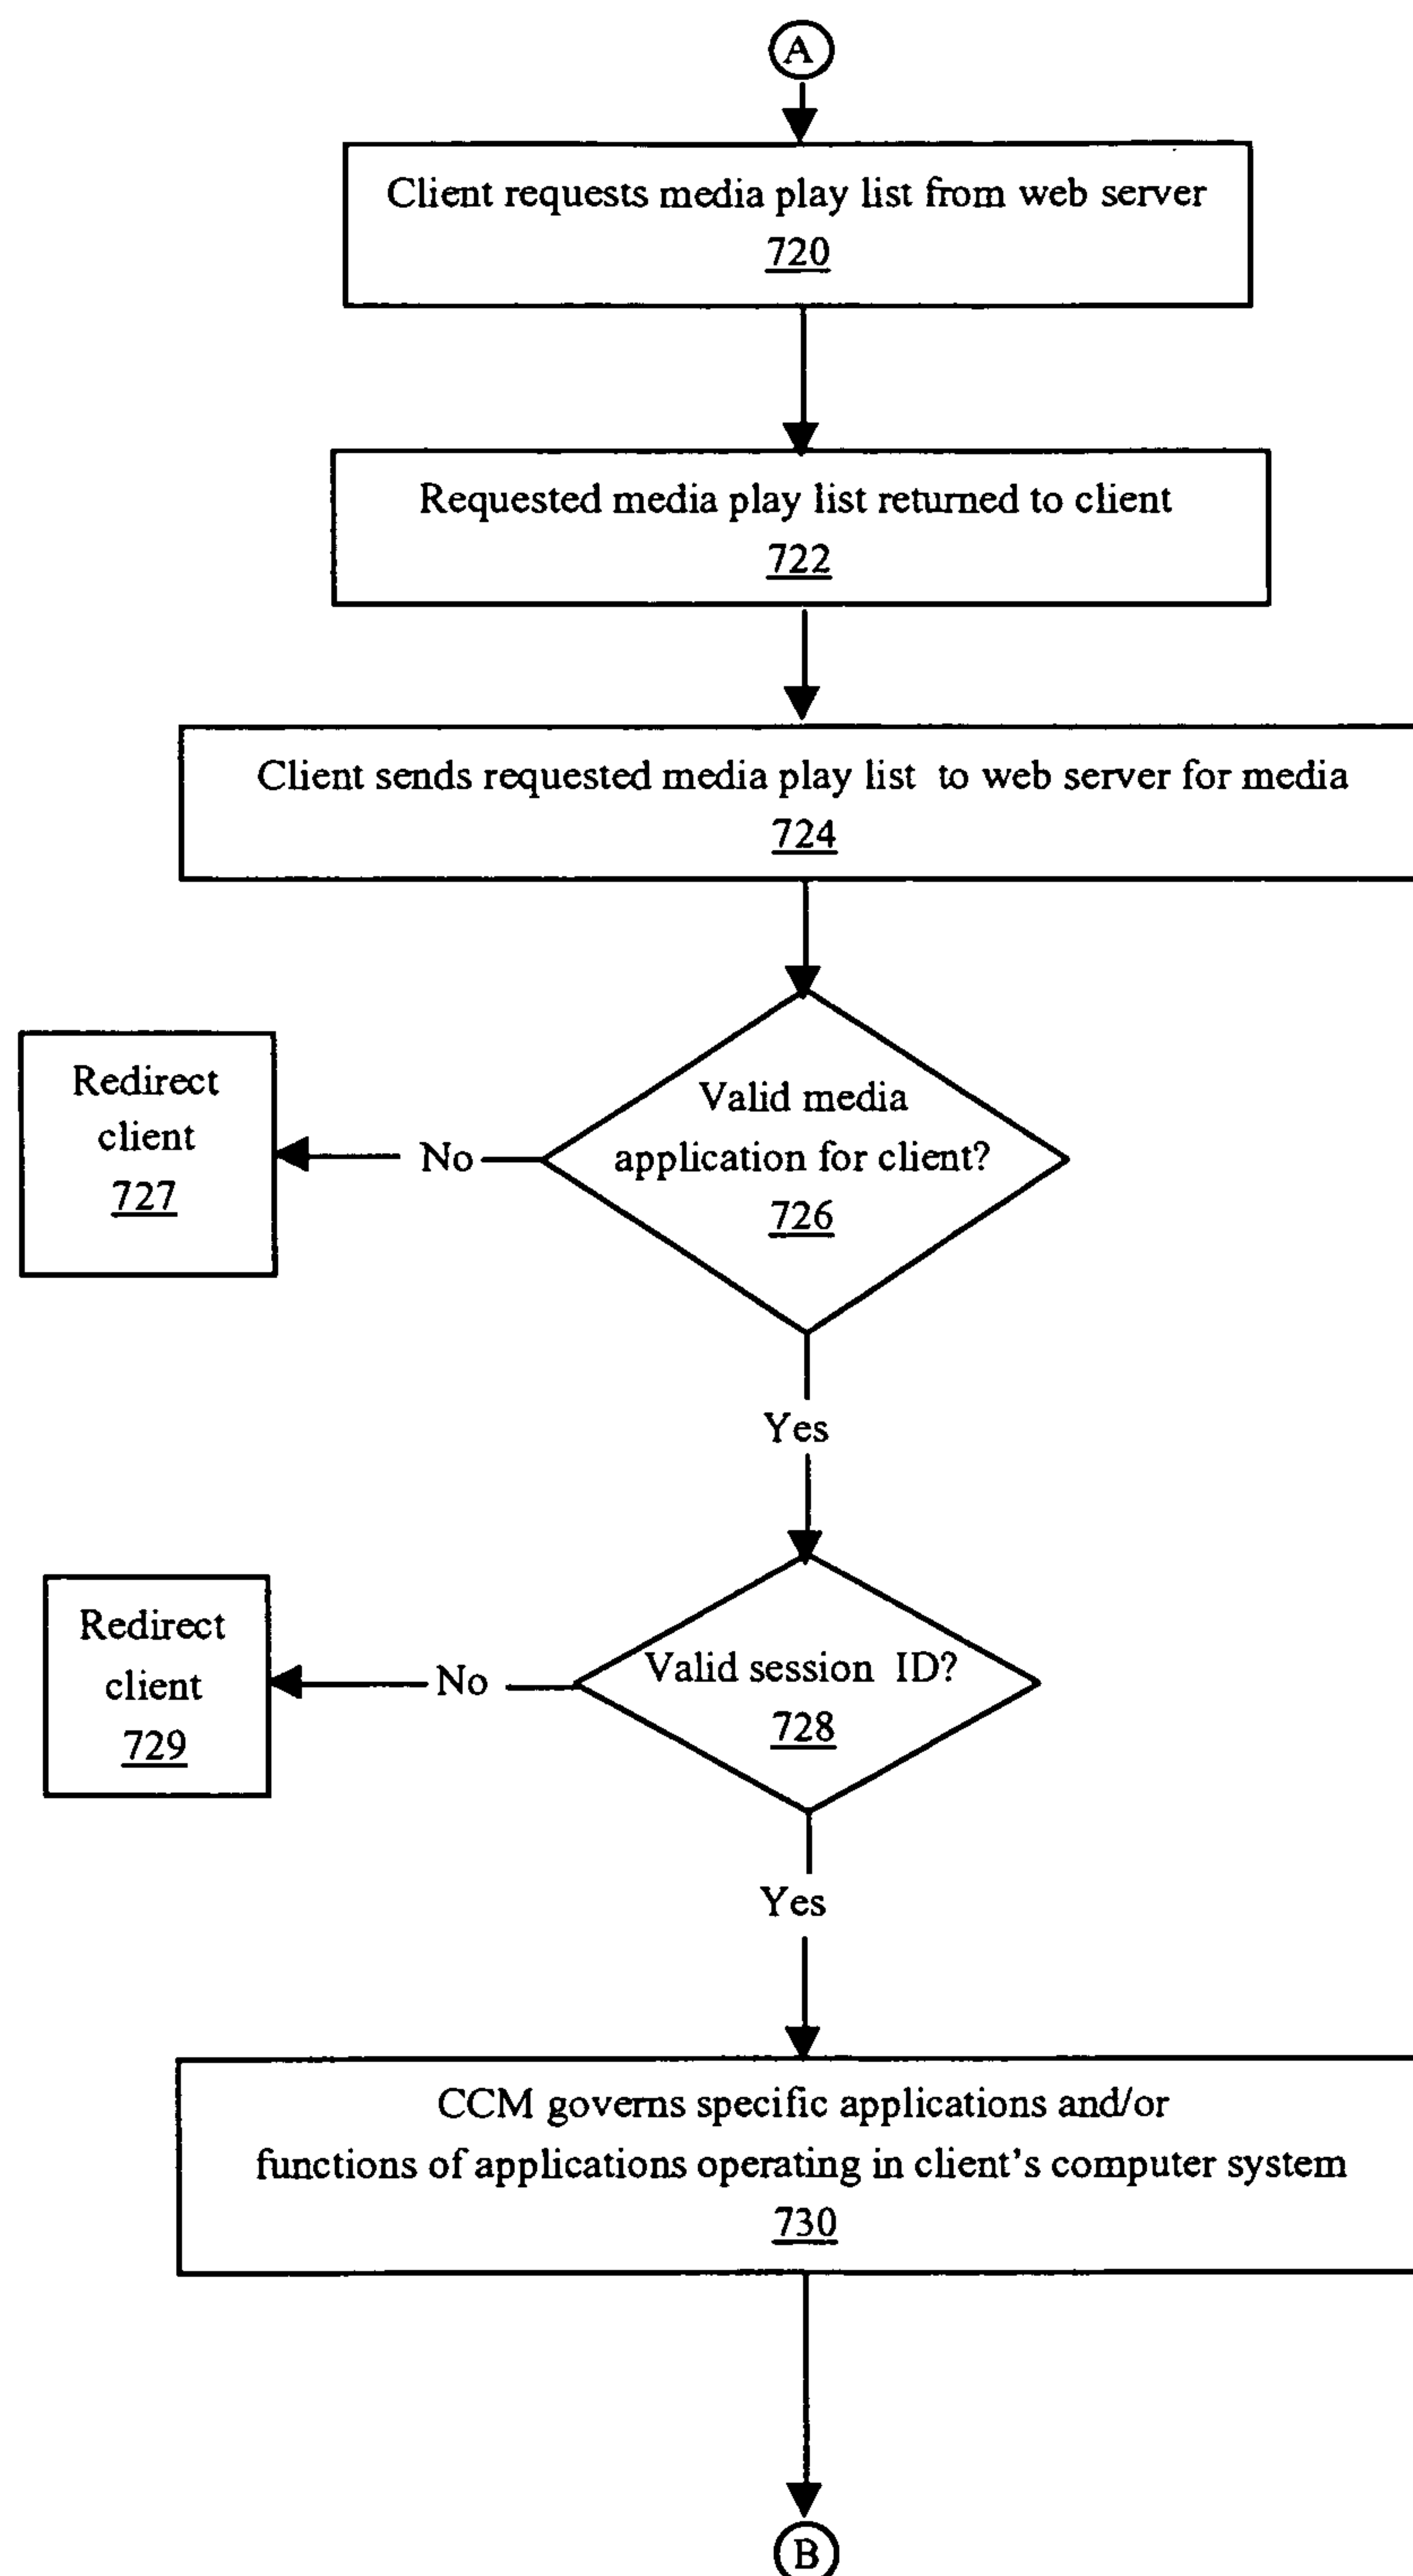 A
Client requests media play list from web server
720
Requested media play list returned to client
722
Client sends requested media play list to web server for media
724
Valid media
application for client?
726
No
Redirect
client
727
Yes
Valid session ID?
728
No
Redirect
client
729
Yes
CCM governs specific applications and/or
functions of applications operating in client's computer system
730
B